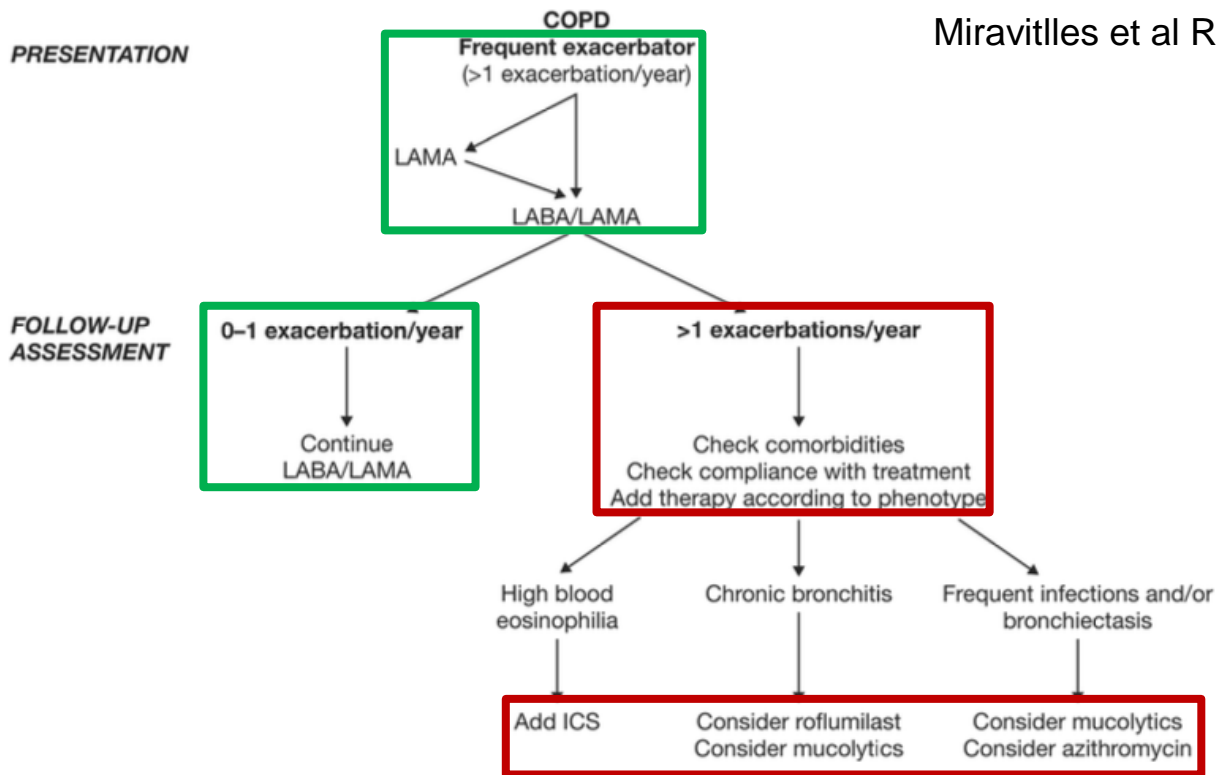 COPD
Miravitlles et al R
PRESENTATION
Frequent exacerbator
(>1 exacerbation/year)
LAMA
LABA/LAMA
FOLLOW-UP
ASSESSMENT
0–1 exacerbation/year
>1 exacerbations/year
Continue
LABA/LAMA
Check comorbidities
Check compliance with treatment
Add therapy according to phenotype
High blood
eosinophilia
Chronic bronchitis
Frequent infections and/or
bronchiectasis
Add ICS
Consider roflumilast
Consider mucolytics
Consider mucolytics
Consider azithromycin